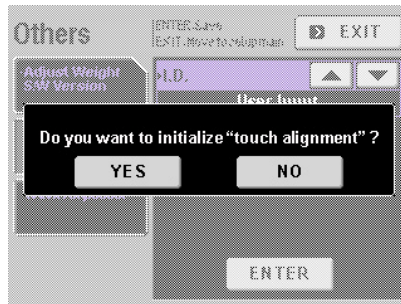 Others
ENTER:Save
EXIT:Move to setup main
EXIT
Adjust Weight
S/W Version
I.D.
User Input
Do you want to initialize “touch alignment” ?
YES
NO
ENTER